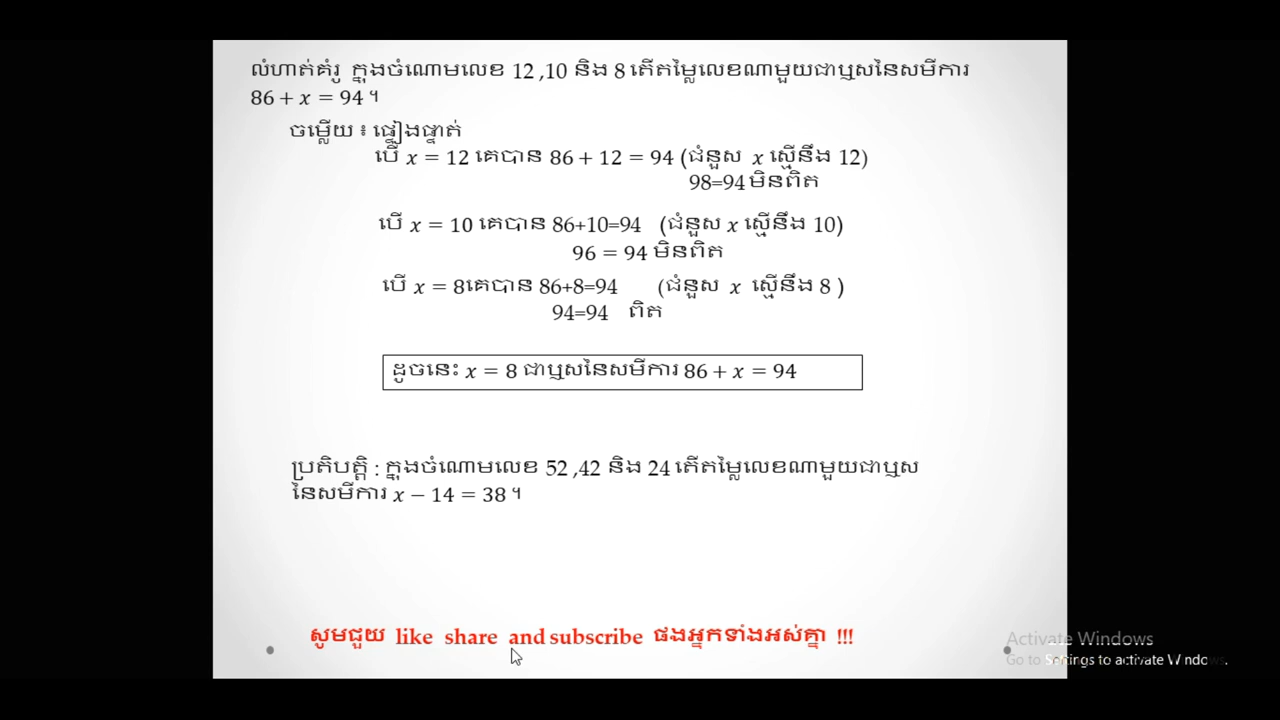 លំហាត់គំរូ ក្នុងចំណោមលេខ 12 ,10 និង 8 តើតម្លៃលេខណាមួយជាឬសនៃសមីការ
86 + x = 94 ។
ចម្លើយ ៖ ផ្ទៀងផ្ទាត់
បើ x = 12 គេបាន 86 + 12 = 94 (ជំនួស x ស្មើនឹង 12)
98=94 មិនពិត
បើ x = 10 គេបាន 86+10=94 (ជំនួស x ស្មើនឹង 10)
96 = 94 មិនពិត
បើ x = 8គេបាន 86+8=94 (ជំនួស x ស្មើនឹង 8 )
94=94 ពិត
ដូចនេះ x = 8 ជាឬសនៃសមីការ 86 + x = 94
ប្រតិបត្តិ : ក្នុងចំណោមលេខ 52 ,42 និង 24 តើតម្លៃលេខណាមួយជាឬស
នៃសមីការ x − 14 = 38 ។
សូមជួយ like share and subscribe ផងអ្នកទាំងអស់គ្នា !!!
Activate Windows
Go to Settings to activate Windows.